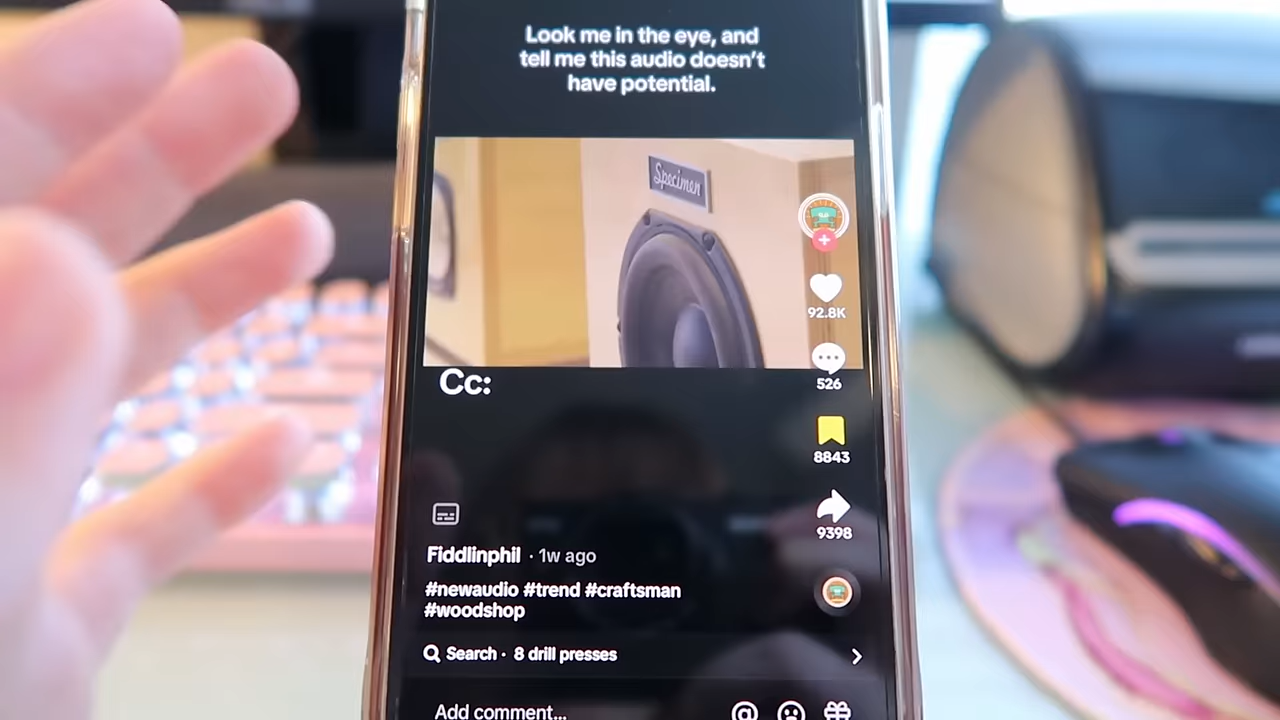 Look me in the eye, and
tell me this audio doesn't
have potential.
Specimen
92.8K
Cc:
526
8843
9398
Fiddlinphil · 1w ago
#newaudio #trend #craftsman
#woodshop
Search · 8 drill presses
Add comment...